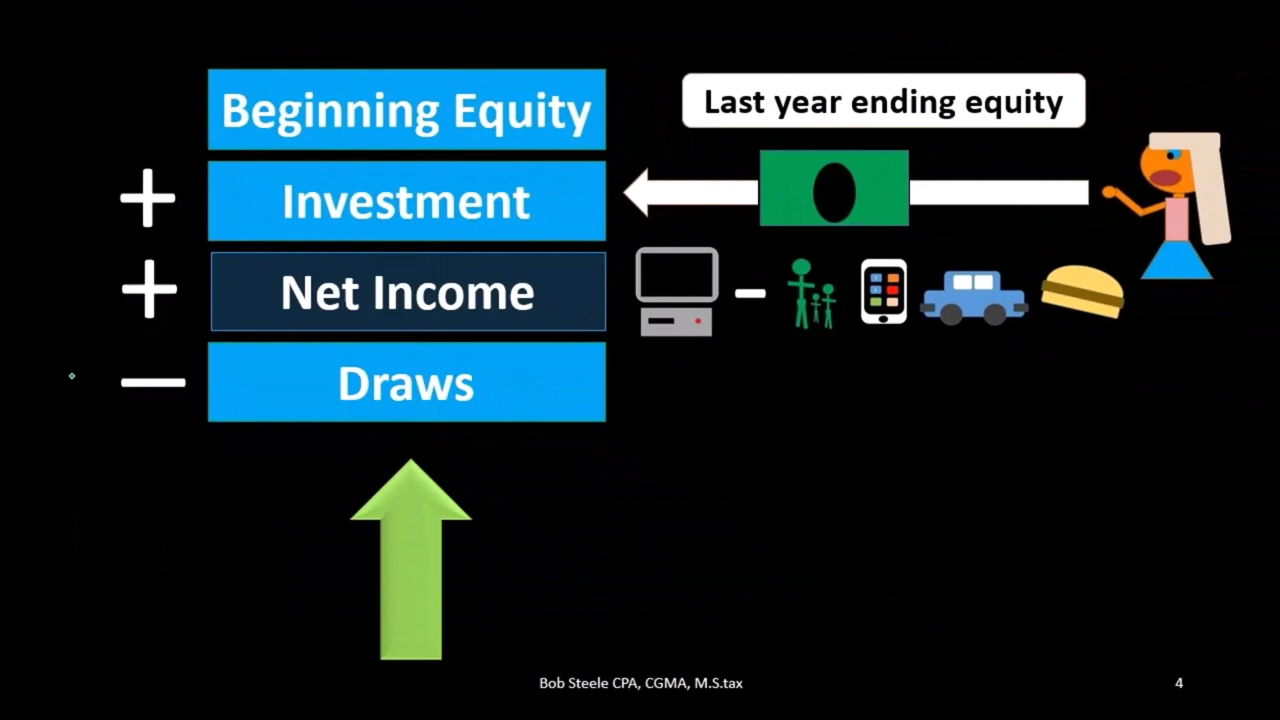 Beginning Equity
Last year ending equity
+ Investment
+ Net Income
−
− Draws
Bob Steele CPA, CGMA, M.S.tax
4